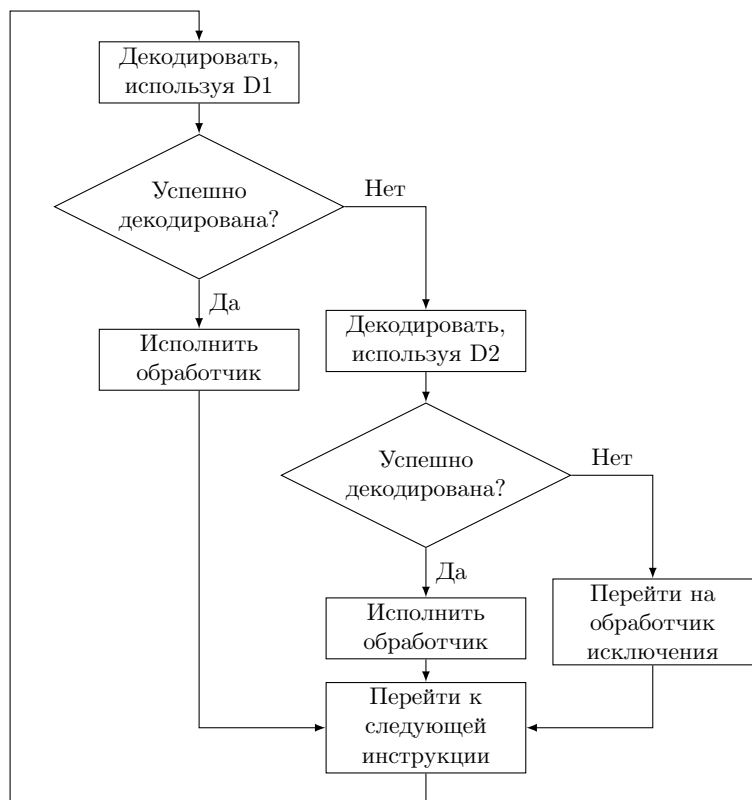 Декодировать,
используя D1
Успешно
декодирована?
Нет
Да
Исполнить
обработчик
Декодировать,
используя D2
Успешно
декодирована?
Нет
Да
Исполнить
обработчик
Перейти на
обработчик
исключения
Перейти к
следующей
инструкции